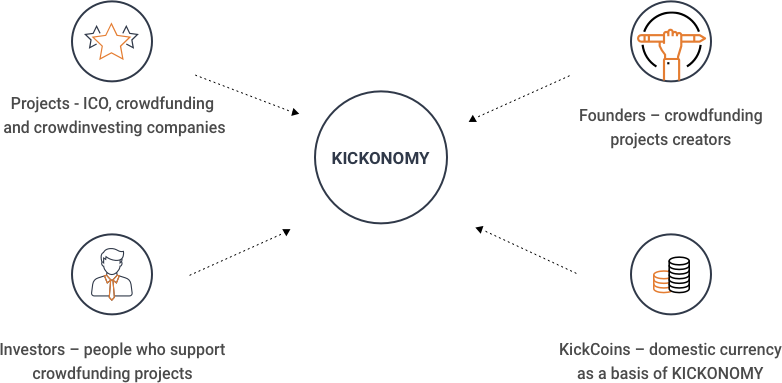 Projects - ICO, crowdfunding
and crowdinvesting companies
Founders – crowdfunding
projects creators
KICKONOMY
Investors – people who support
crowdfunding projects
KickCoins – domestic currency
as a basis of KICKONOMY